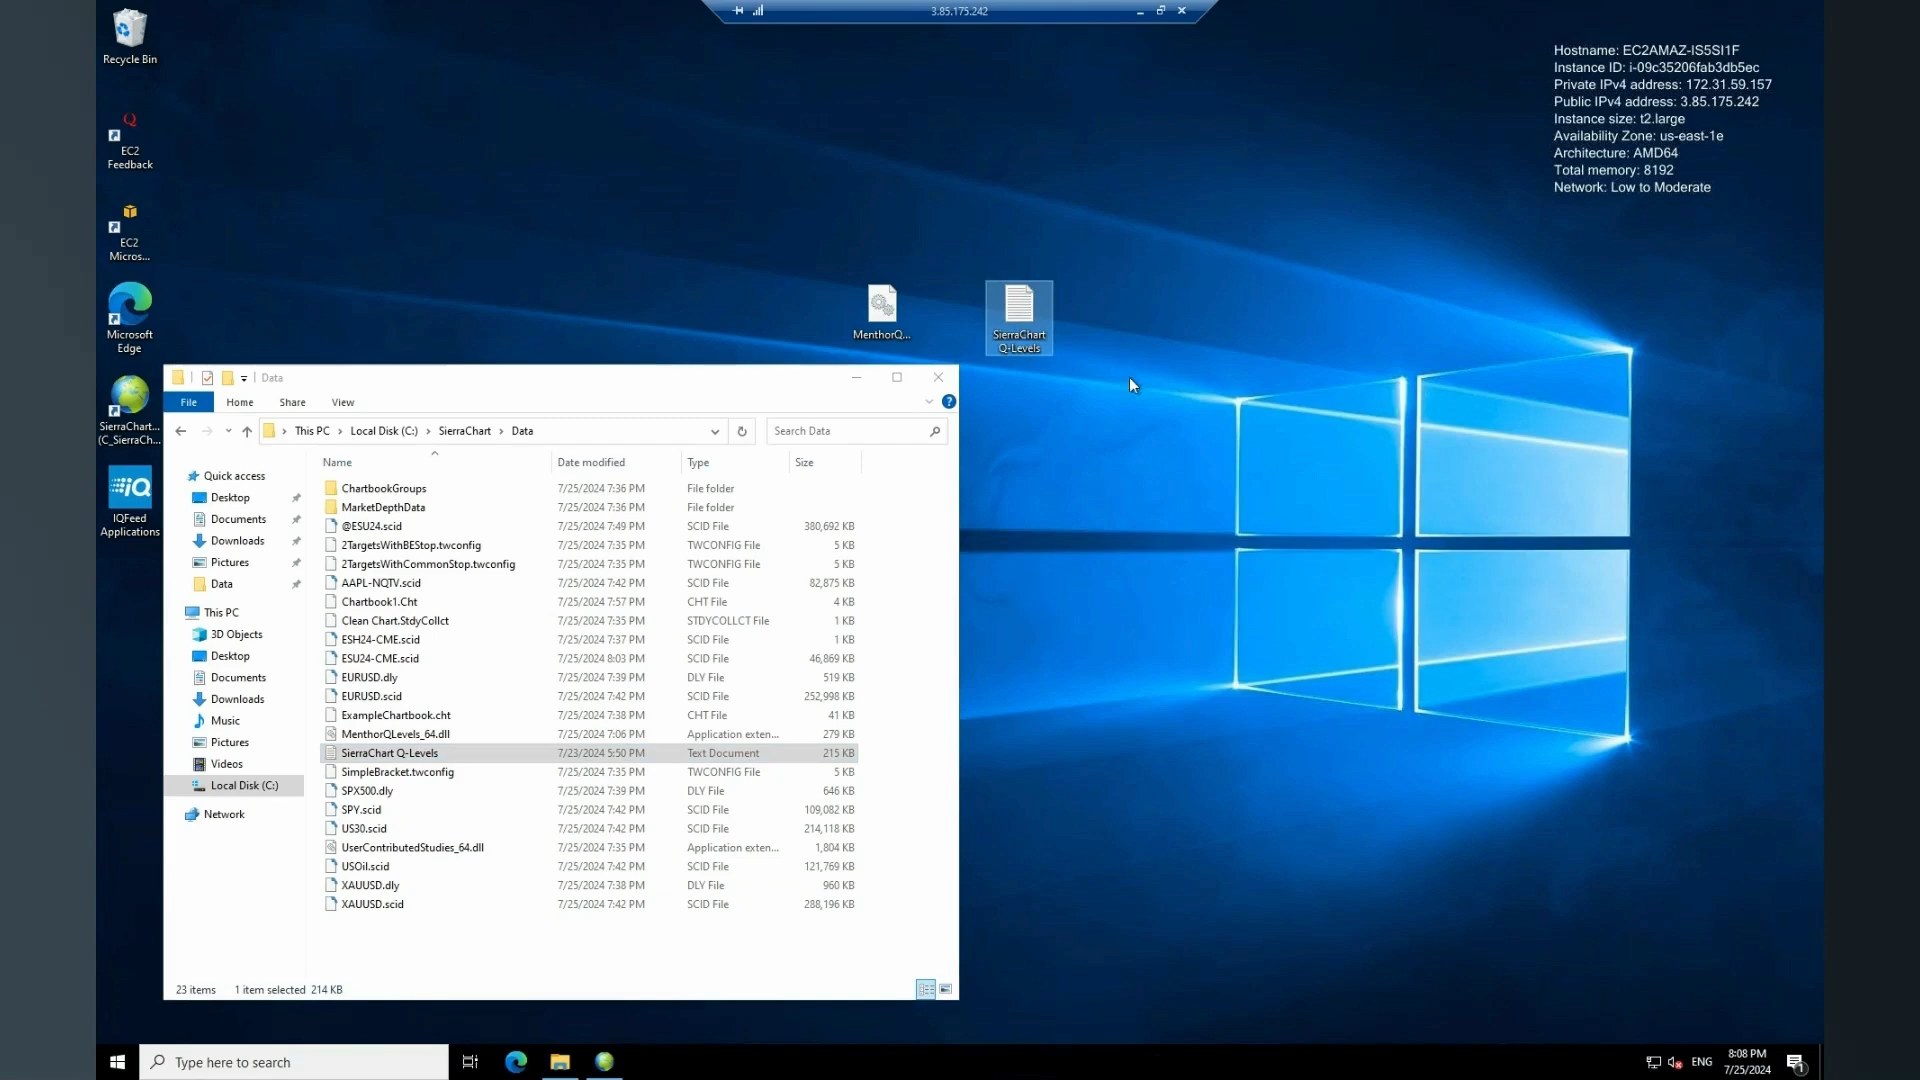 3.85.175.242
Recycle Bin
EC2
Feedback
EC2
Micros...
Microsoft
Edge
SierraChart...
(C_SierraCh...
IQ
IQFeed
Applications
Hostname: EC2AMAZ-IS5SI1F
Instance ID: i-09c35206fab3db5ec
Private IPv4 address: 172.31.59.157
Public IPv4 address: 3.85.175.242
Instance size: t2.large
Availability Zone: us-east-1e
Architecture: AMD64
Total memory: 8192
Network: Low to Moderate
MenthorQ...
SierraChart
Q-Levels
Data
File Home Share View
This PC Local Disk (C:) SierraChart Data
Search Data
Quick access
Desktop
Documents
Downloads
Pictures
Data
This PC
3D Objects
Desktop
Documents
Downloads
Music
Pictures
Videos
Local Disk (C:)
Network
Name Date modified Type Size
ChartbookGroups 7/25/2024 7:36 PM File folder
MarketDepthData 7/25/2024 7:36 PM File folder
@ESU24.scid 7/25/2024 7:49 PM SCID File 380,692 KB
2TargetsWithBEStop.twconfig 7/25/2024 7:35 PM TWCONFIG File 5 KB
2TargetsWithCommonStop.twconfig 7/25/2024 7:35 PM TWCONFIG File 5 KB
AAPL-NQTV.scid 7/25/2024 7:42 PM SCID File 82,875 KB
Chartbook1.Cht 7/25/2024 7:57 PM CHT File 4 KB
Clean Chart.StdyCollct 7/25/2024 7:35 PM STDYCOLLCT File 1 KB
ESH24-CME.scid 7/25/2024 7:37 PM SCID File 1 KB
ESU24-CME.scid 7/25/2024 8:03 PM SCID File 46,869 KB
EURUSD.dly 7/25/2024 7:39 PM DLY File 519 KB
EURUSD.scid 7/25/2024 7:42 PM SCID File 252,998 KB
ExampleChartbook.cht 7/25/2024 7:38 PM CHT File 41 KB
MenthorQLevels_64.dll 7/25/2024 7:06 PM Application exten... 279 KB
SierraChart Q-Levels 7/23/2024 5:50 PM Text Document 215 KB
SimpleBracket.twconfig 7/25/2024 7:35 PM TWCONFIG File 5 KB
SPX500.dly 7/25/2024 7:39 PM DLY File 646 KB
SPY.scid 7/25/2024 7:42 PM SCID File 109,082 KB
US30.scid 7/25/2024 7:42 PM SCID File 214,118 KB
UserContributedStudies_64.dll 7/25/2024 7:35 PM Application exten... 1,804 KB
USOil.scid 7/25/2024 7:42 PM SCID File 121,769 KB
XAUUSD.dly 7/25/2024 7:38 PM DLY File 960 KB
XAUUSD.scid 7/25/2024 7:42 PM SCID File 288,196 KB
23 items 1 item selected 214 KB
Type here to search
ENG
8:08 PM
7/25/2024
1